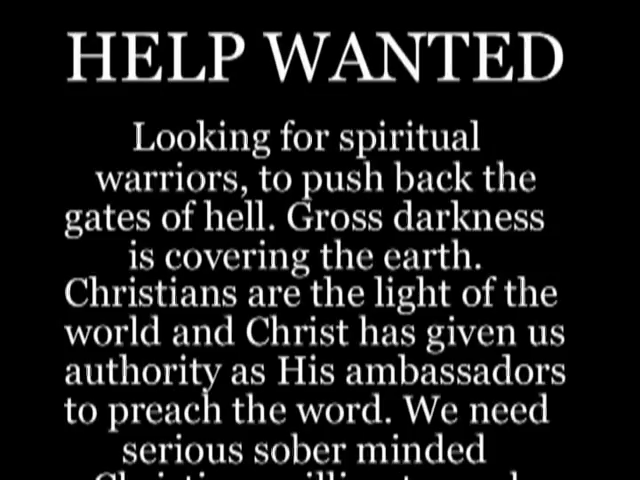 HELP WANTED
Looking for spiritual
warriors, to push back the
gates of hell. Gross darkness
is covering the earth.
Christians are the light of the
world and Christ has given us
authority as His ambassadors
to preach the word. We need
serious sober minded